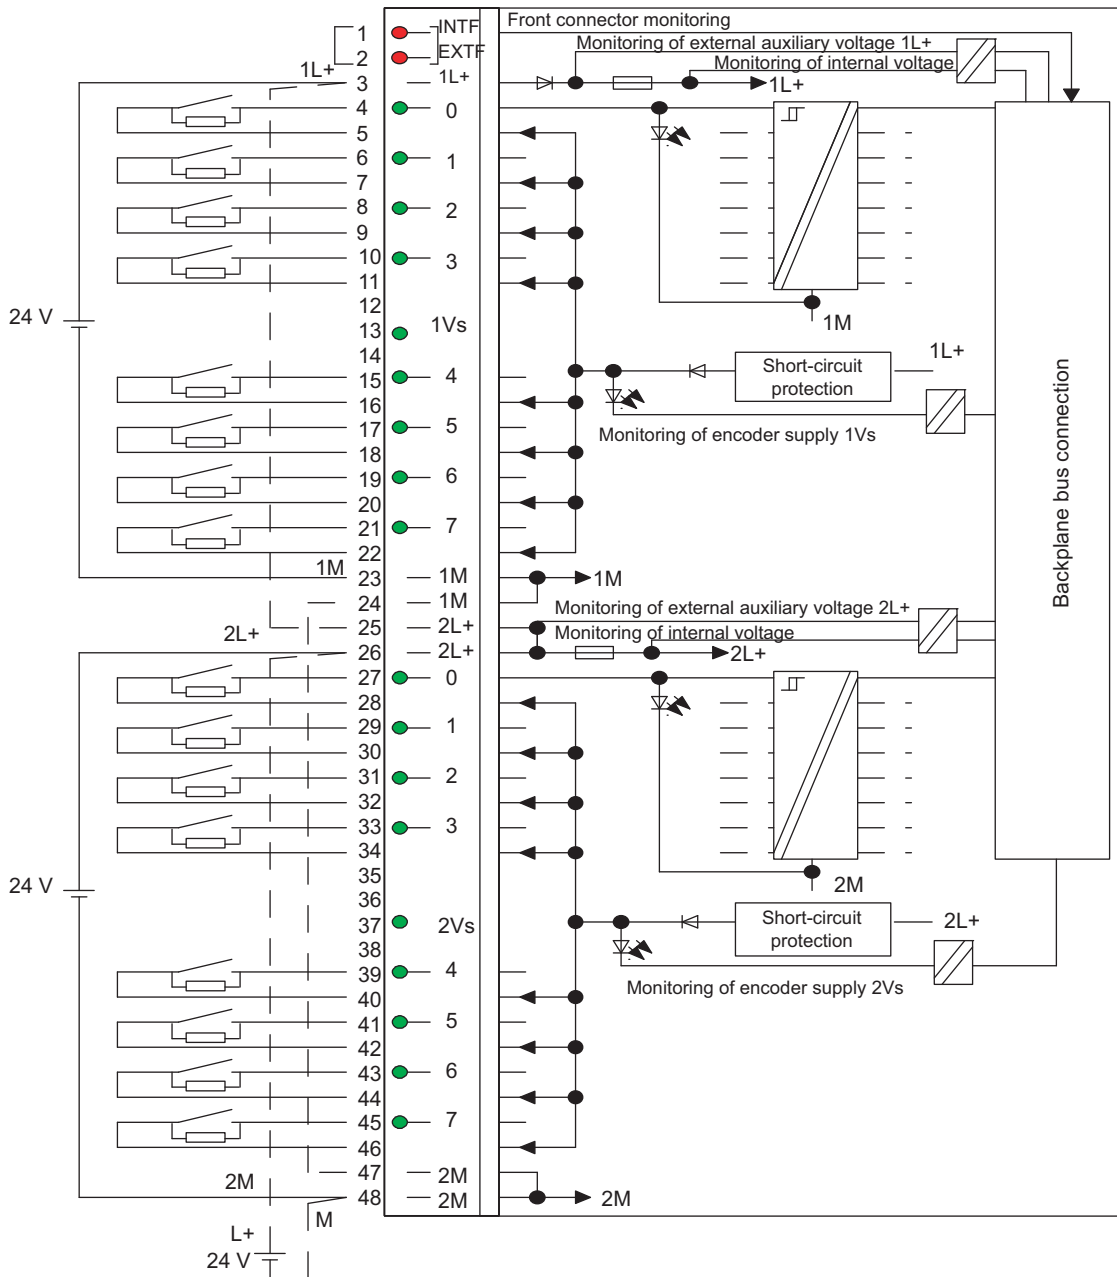 Front connector monitoring
1 INTF
Monitoring of external auxiliary voltage 1L+
2 EXTF
Monitoring of internal voltage
1L+
3 1L+
1L+
4 0
5
6 1
7
8 2
9
10 3
11
12
24 V
13 1Vs
1M
14
1L+
Short-circuit
protection
15 4
16
17 5
Monitoring of encoder supply 1Vs
18
19 6
20
21 7
22
Backplane bus connection
1M
23 1M
1M
24 1M
Monitoring of external auxiliary voltage 2L+
25 2L+
2L+
Monitoring of internal voltage
26 2L+
2L+
27 0
28
29 1
30
31 2
32
33 3
34
35
24 V
2M
36
37 2Vs
Short-circuit
protection
2L+
38
39 4
Monitoring of encoder supply 2Vs
40
41 5
42
43 6
44
45 7
46
47 2M
2M
48 2M
2M
M
L+
24 V